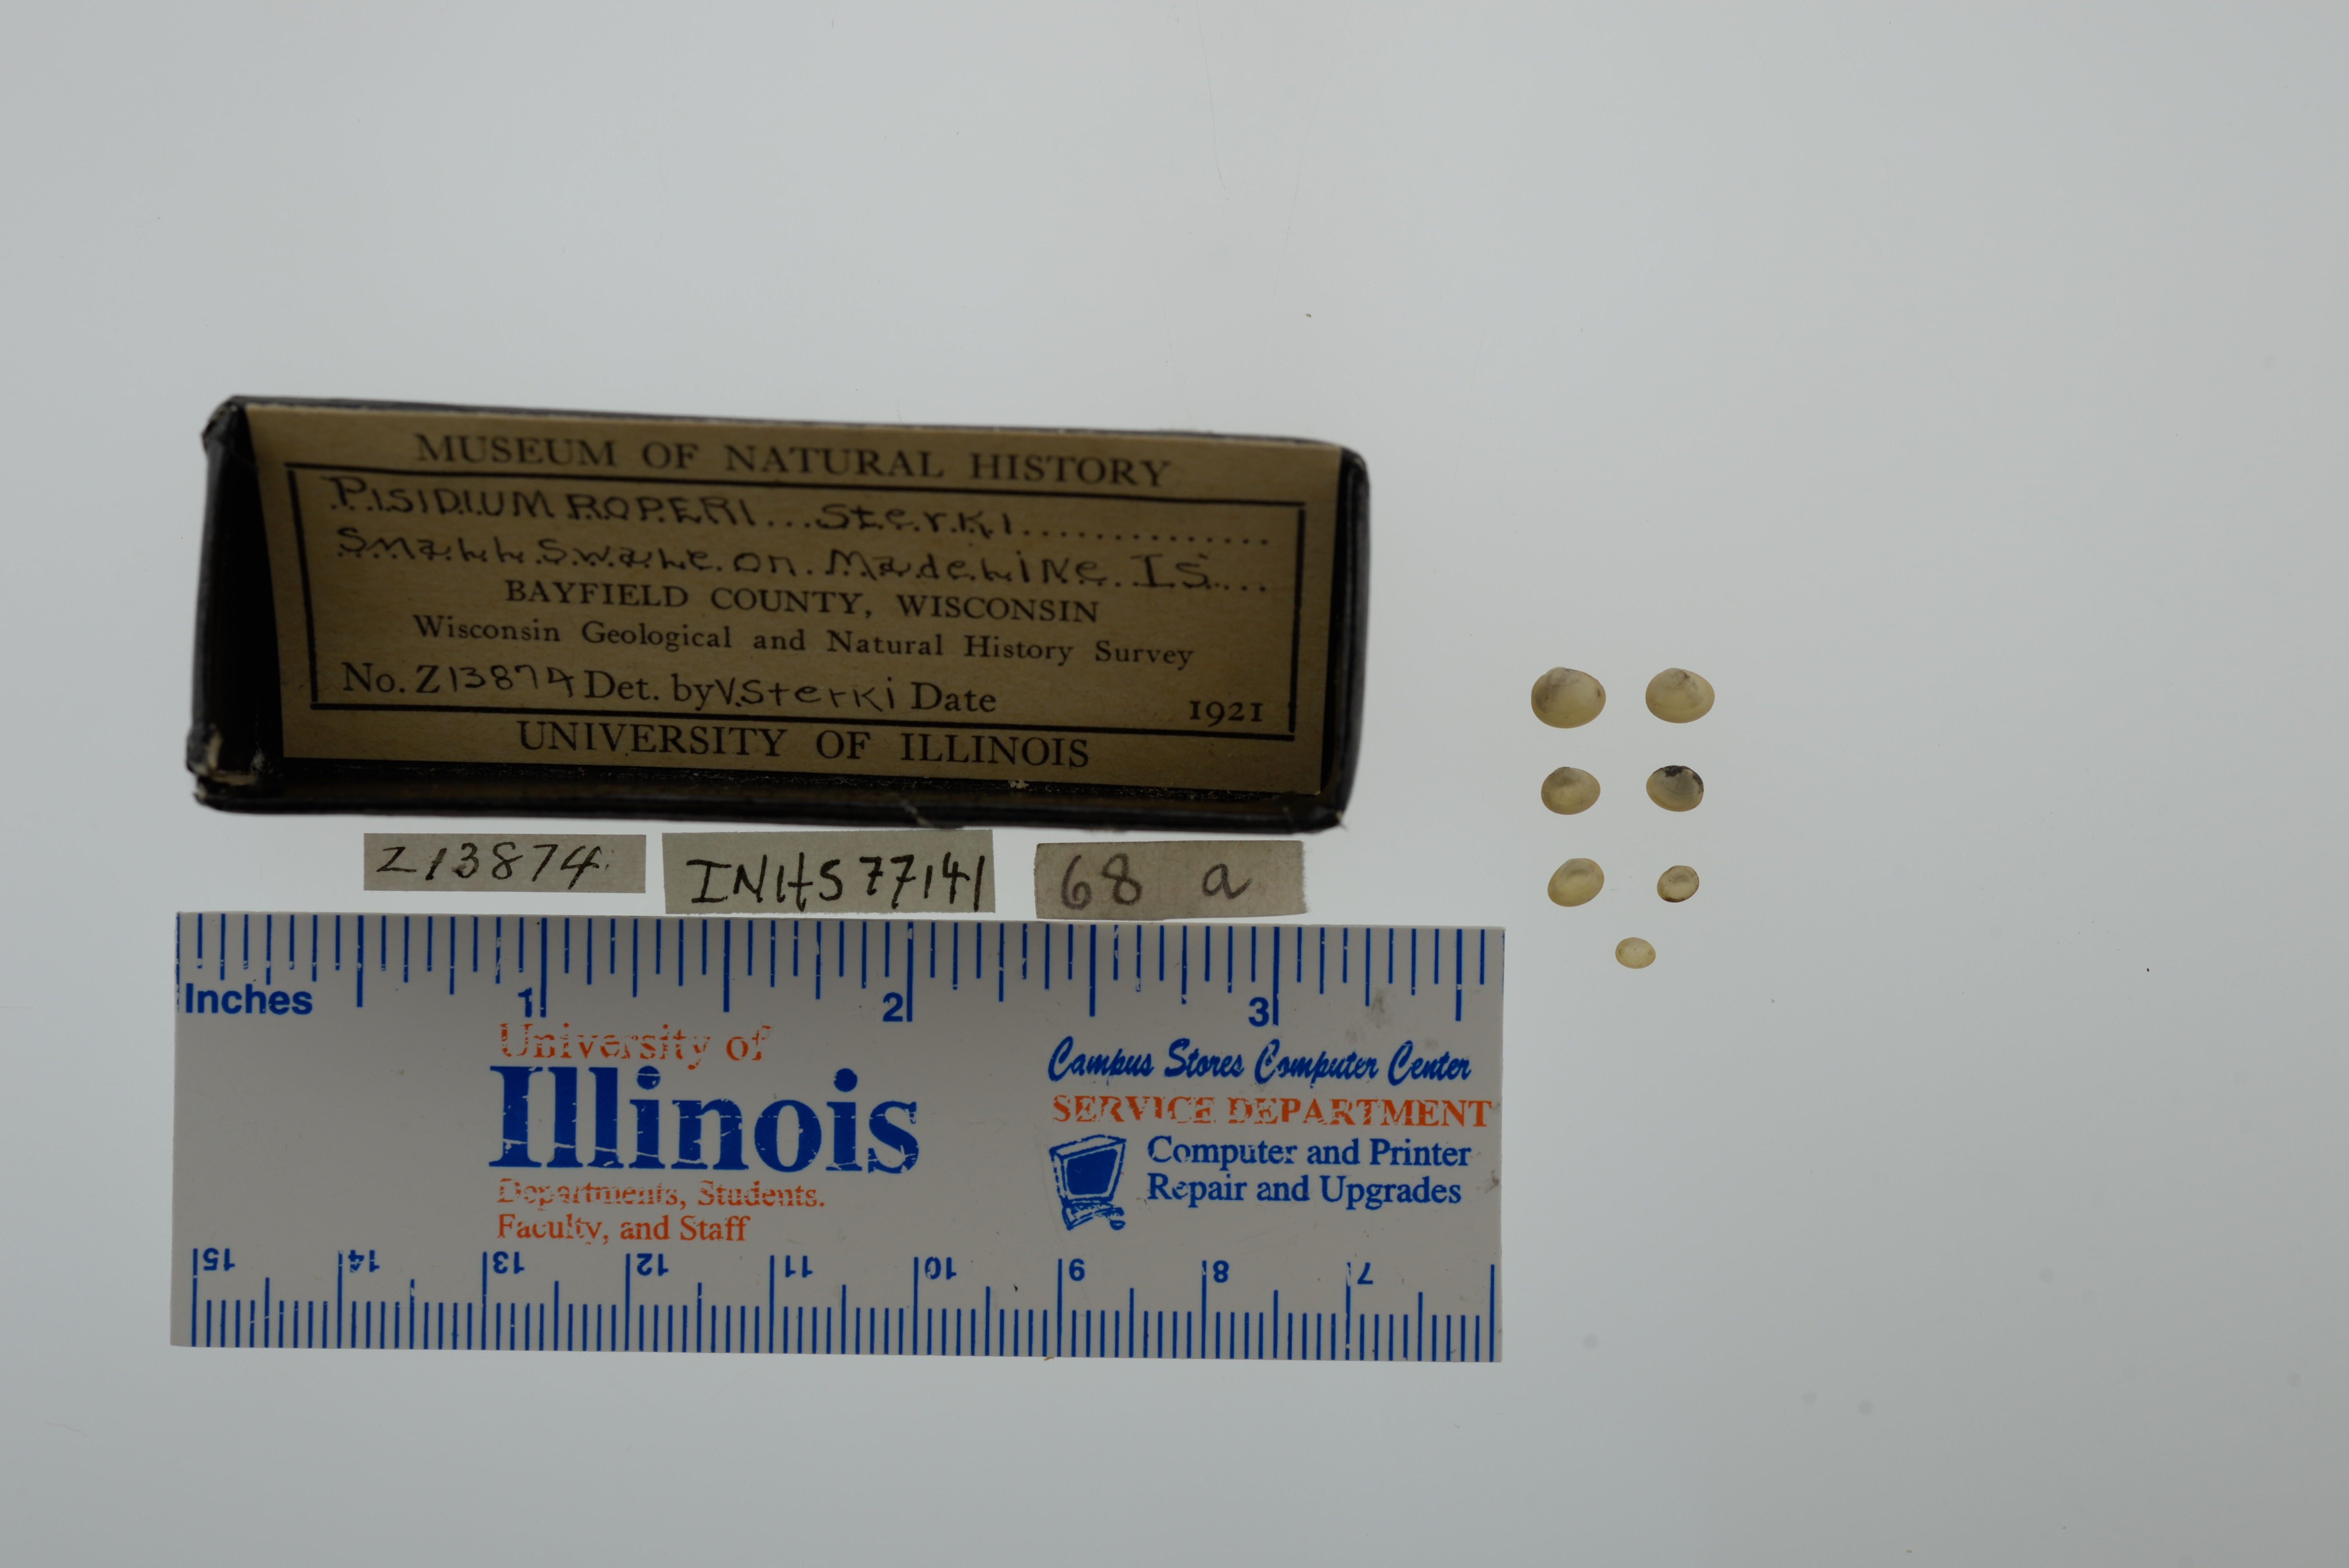 MUSEUM OF NATURAL HISTORY
PISIDIUM ROPERI...Sterki
Small Swale on Madeline Is.
BAYFIELD COUNTY, WISCONSIN
Wisconsin Geological and Natural History Survey
No. Z13874 Det. by V. Sterki Date 1921
UNIVERSITY OF ILLINOIS
Z13874
INHS 77141
68 a
Inches 1 2 3
University of
Illinois
Departments, Students.
Faculty, and Staff
Campus Stores Computer Center
SERVICE DEPARTMENT
Computer and Printer
Repair and Upgrades
15 14 13 12 11 10 9 8 7